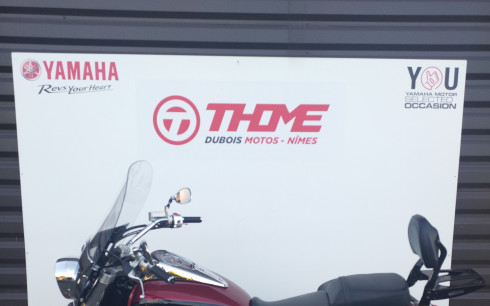 YAMAHA
Revs Your Heart
YOU
YAMAHA MOTOR
SELECTED
OCCASION
THOME
DUBOIS MOTOS - NÎMES